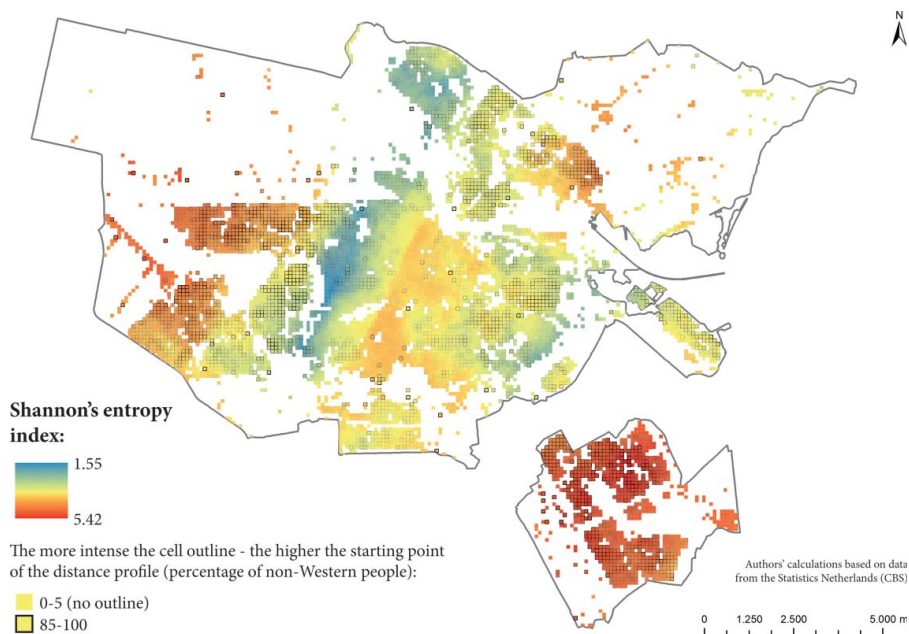 N
Shannon's entropy
index:
1.55
5.42
The more intense the cell outline - the higher the starting point
of the distance profile (percentage of non-Western people):
0-5 (no outline)
85-100
Authors' calculations based on data
from the Statistics Netherlands (CBS)
0 1.250 2.500 5.000 m